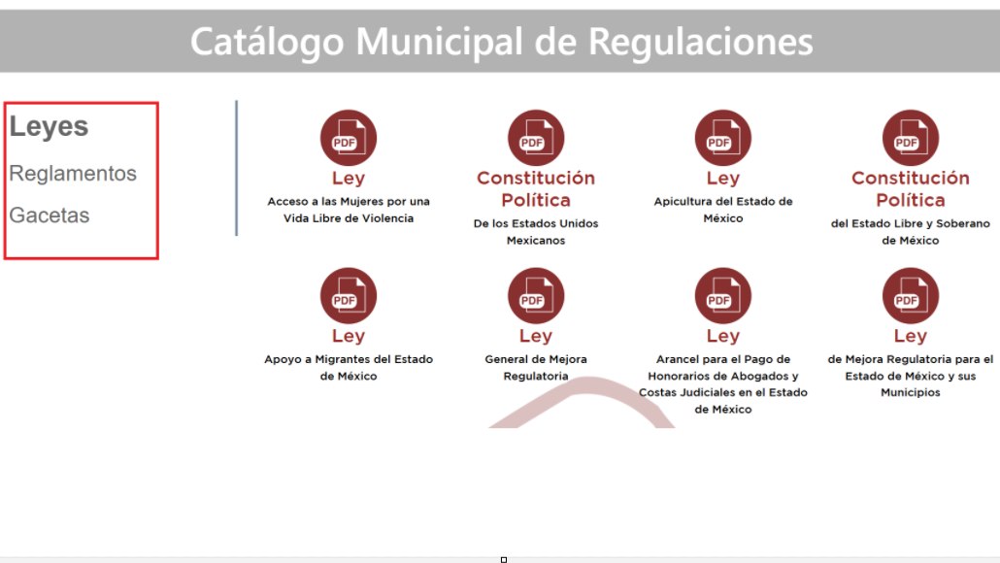 Catálogo Municipal de Regulaciones
Leyes
Reglamentos
Gacetas
PDF
Ley
Acceso a las Mujeres por una
Vida Libre de Violencia
PDF
Constitución
Política
De los Estados Unidos
Mexicanos
PDF
Ley
Apicultura del Estado de
México
PDF
Constitución
Política
del Estado Libre y Soberano
de México
PDF
Ley
Apoyo a Migrantes del Estado
de México
PDF
Ley
General de Mejora
Regulatoria
PDF
Ley
Arancel para el Pago de
Honorarios de Abogados y
Costas Judiciales en el Estado
de México
PDF
Ley
de Mejora Regulatoria para el
Estado de México y sus
Municipios